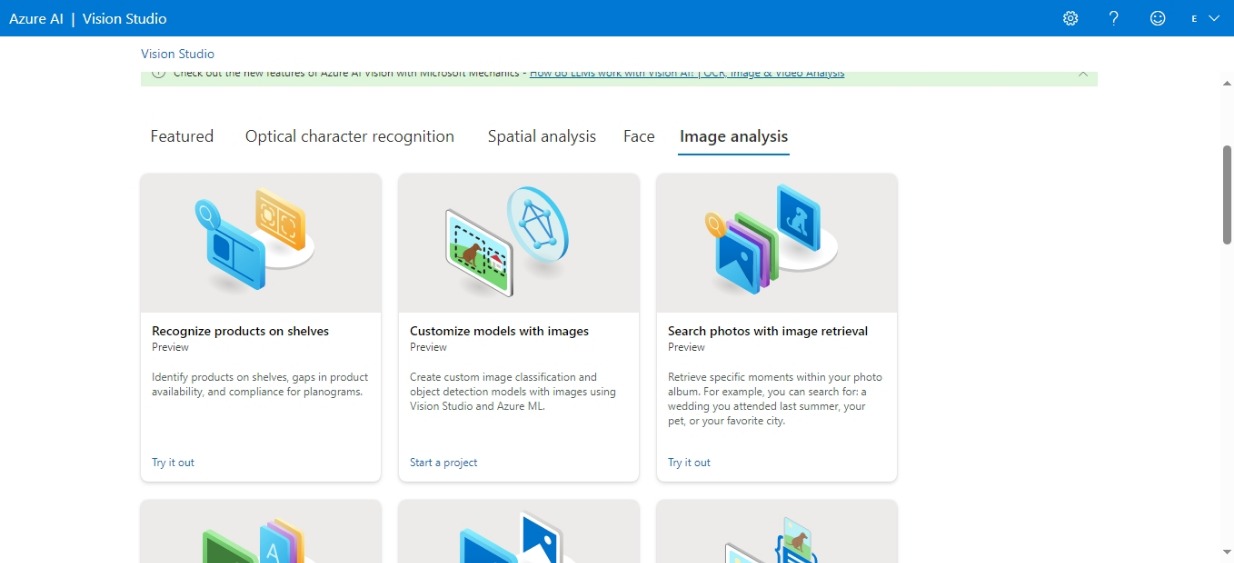 Azure AI | Vision Studio
E
Vision Studio
Check out the new features of Azure AI Vision with Microsoft Mechanics - How do LLMs work with Vision AI? | OCR, Image & Video Analysis
Featured
Optical character recognition
Spatial analysis
Face
Image analysis
Recognize products on shelves
Preview
Identify products on shelves, gaps in product
availability, and compliance for planograms.
Try it out
Customize models with images
Preview
Create custom image classification and
object detection models with images using
Vision Studio and Azure ML.
Start a project
Search photos with image retrieval
Preview
Retrieve specific moments within your photo
album. For example, you can search for: a
wedding you attended last summer, your
pet, or your favorite city.
Try it out
A